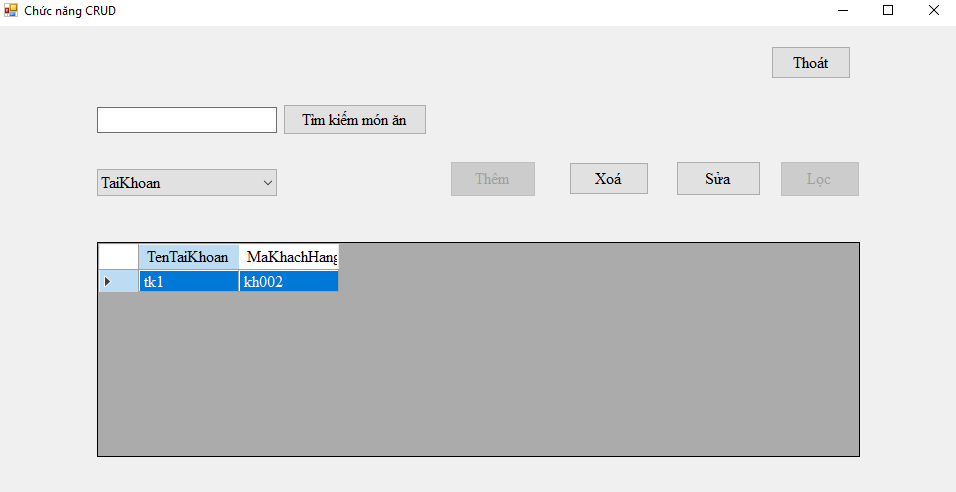 Chức năng CRUD
Thoát
Tìm kiếm món ăn
TaiKhoan
Thêm
Xoá
Sửa
Lọc
TenTaiKhoan MaKhachHang
tk1 kh002